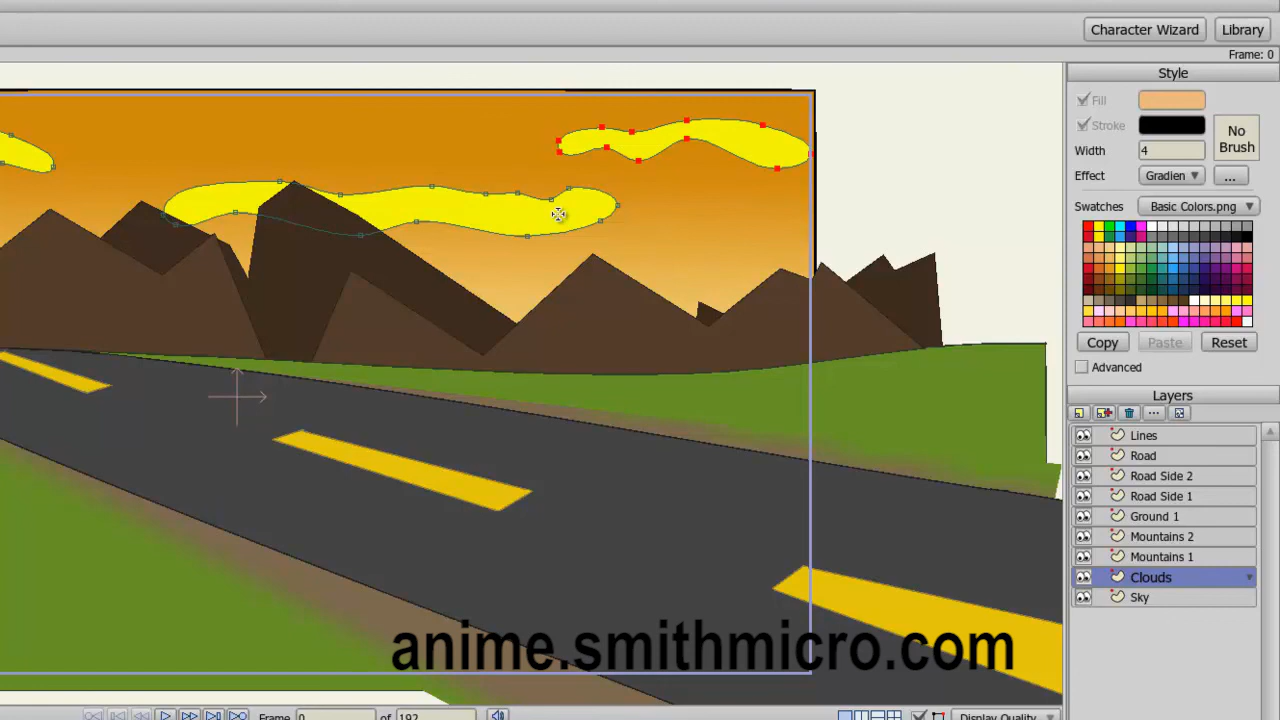 Character Wizard
Library
Frame: 0
Style
Fill
Stroke
Width
4
No
Brush
Effect
Gradien
...
Swatches
Basic Colors.png
Copy
Paste
Reset
Advanced
Layers
Lines
Road
Road Side 2
Road Side 1
Ground 1
Mountains 2
Mountains 1
Clouds
Sky
anime.smithmicro.com
Frame
0
of
192
Display Quality